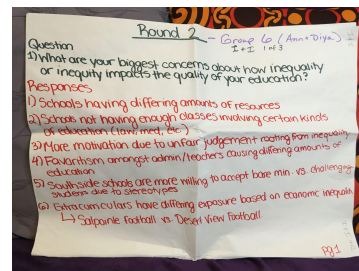 Round 2 - Group 6 (Ann+Diya)
I+I 1 of 3
Question
1) What are your biggest concerns about how inequality
or inequity impacts the quality of your education?
Responses
1) Schools having differing amounts of resources
2) Schools not having enough classes involving certain kinds
of education (law, med, etc)
3) More motivation due to unfair judgement rooting from inequality
4) Favoritism amongst admin/teachers causing differing amounts of
education
5) Southside schools are more willing to accept bare min. vs. challenging
students due to stereotypes
6) Extracurriculars have differing exposure based on economic inequality
↳ Salpointe Football vs. Desert View Football
pg 1